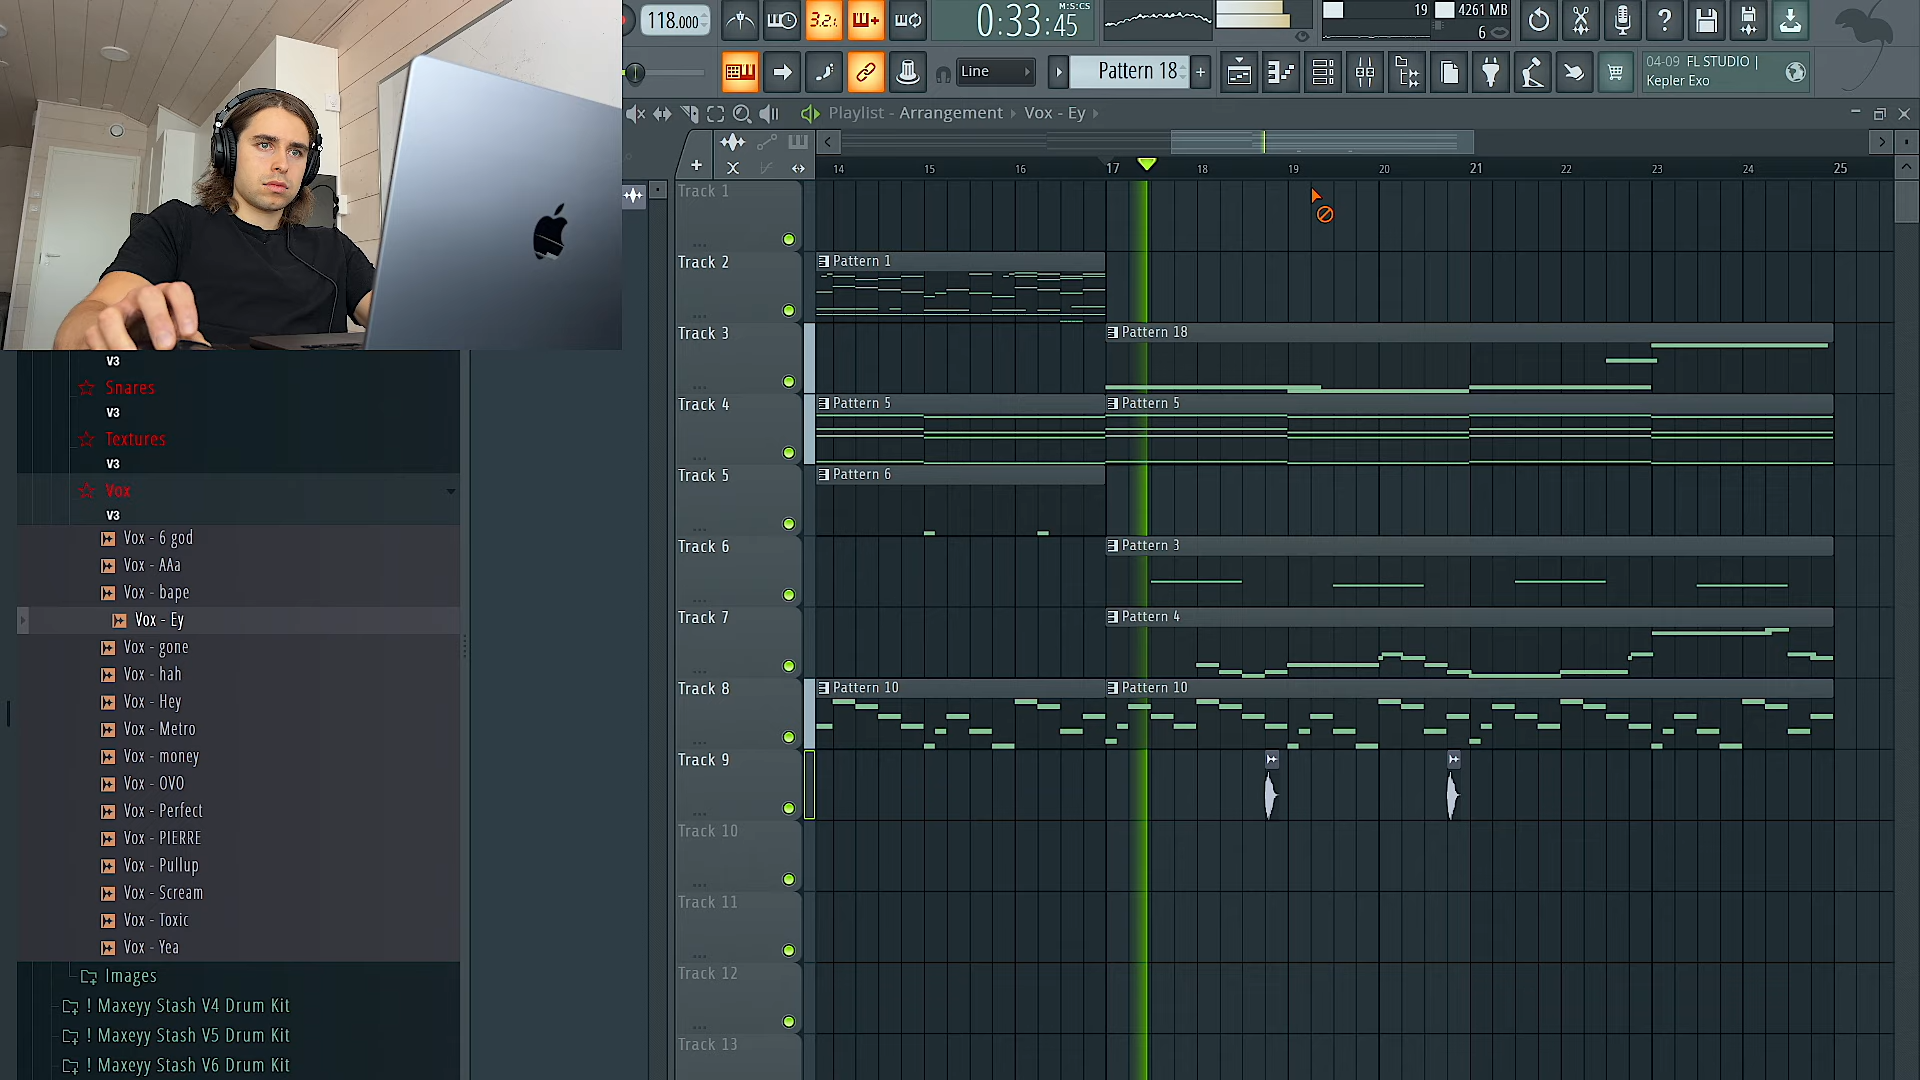 118.000
3.2.
0:33:45
M:S:CS
19
4261 MB
6
Line
Pattern 18
+
04-09 FL STUDIO |
Kepler Exo
Playlist - Arrangement › Vox - Ey ›
14 15 16 17 18 19 20 21 22 23 24 25
Track 1
Track 2
Pattern 1
Track 3
Pattern 18
Track 4
Pattern 5
Pattern 5
Track 5
Pattern 6
Track 6
Pattern 3
Track 7
Pattern 4
Track 8
Pattern 10
Pattern 10
Track 9
Track 10
Track 11
Track 12
Track 13
V3
Snares
V3
Textures
V3
Vox
V3
Vox - 6 god
Vox - AAa
Vox - bape
Vox - Ey
Vox - gone
Vox - hah
Vox - Hey
Vox - Metro
Vox - money
Vox - OVO
Vox - Perfect
Vox - PIERRE
Vox - Pullup
Vox - Scream
Vox - Toxic
Vox - Yea
Images
! Maxeyy Stash V4 Drum Kit
! Maxeyy Stash V5 Drum Kit
! Maxeyy Stash V6 Drum Kit